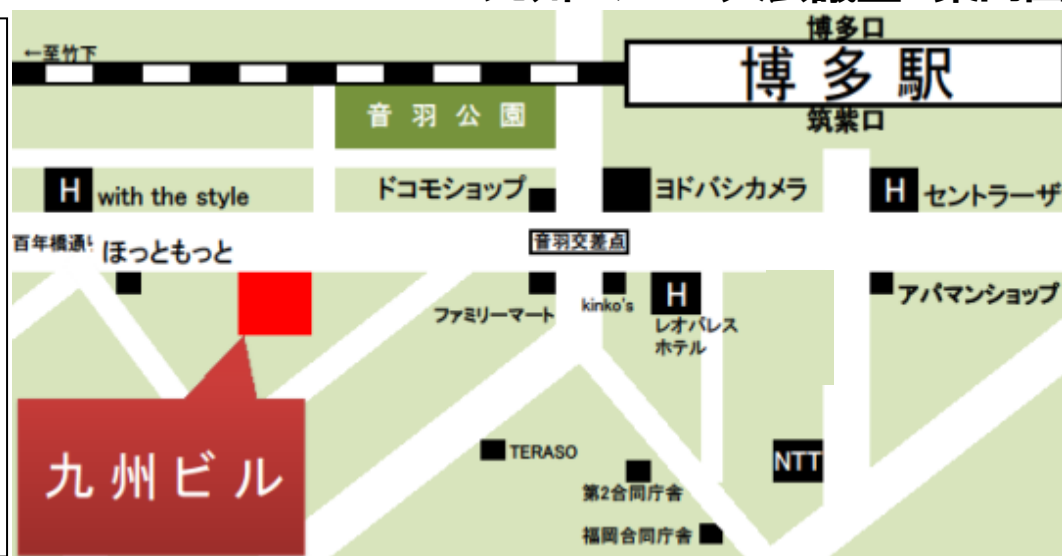 博多口
←至竹下
博多駅
音羽公園
筑紫口
H with the style
ドコモショップ
ヨドバシカメラ
H セントラーザ
百年橋通り
ほっともっと
音羽交差点
ファミリーマート
kinko's
H
レオパレス
ホテル
アパマンショップ
九州ビル
TERASO
NTT
第2合同庁舎
福岡合同庁舎